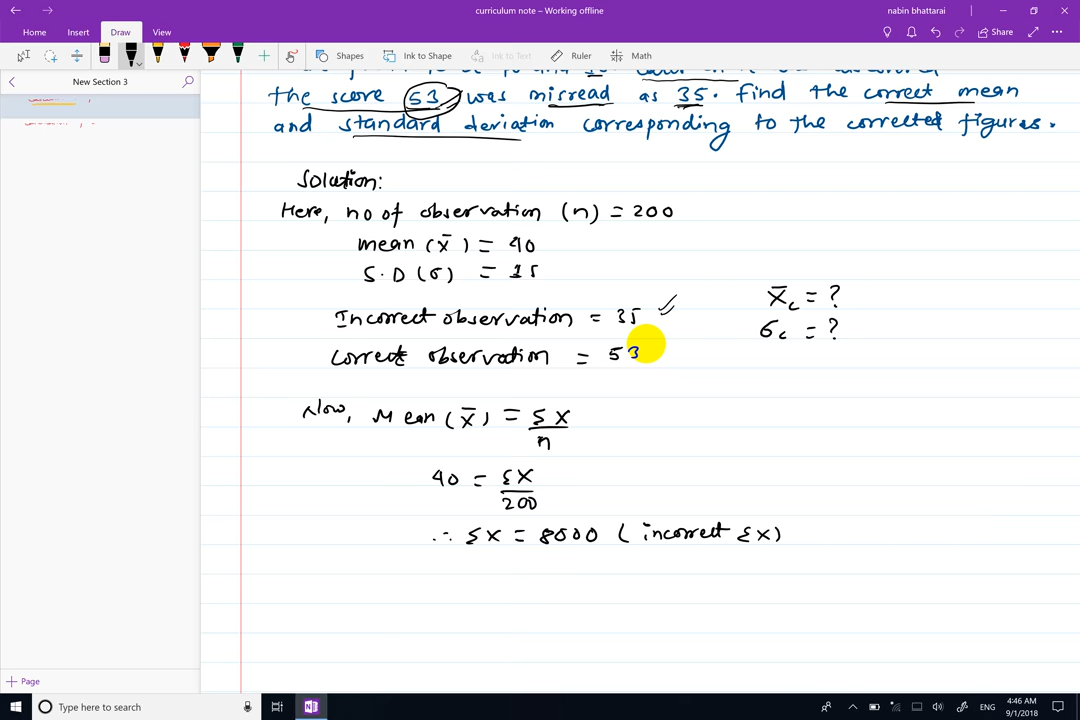 curriculum note – Working offline
nabin bhattarai
Home Insert Draw View
Share
Shapes Ink to Shape Ink to Text Ruler Math
New Section 3
the score 53 was misread as 35. find the correct mean
and standard deviation corresponding to the corrected figures.
Solution:
Here, no of observation (n) = 200
mean (x̄) = 40
S.D (σ) = 15
Incorrect observation = 35
x̄c = ?
σc = ?
correct observation = 53
Now, Mean (x̄) = ΣX
n
40 = ΣX
200
∴ ΣX = 8000 (incorrect ΣX)
+ Page
Type here to search
ENG
4:46 AM
9/1/2018